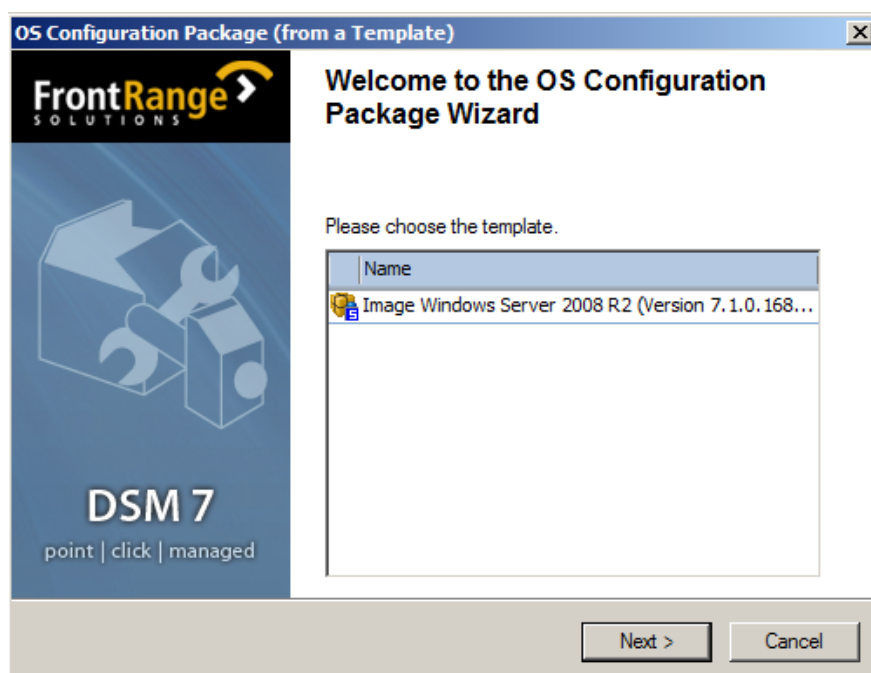 OS Configuration Package (from a Template)
FrontRange
SOLUTIONS
Welcome to the OS Configuration
Package Wizard
Please choose the template.
Name
Image Windows Server 2008 R2 (Version 7.1.0.168...
DSM 7
point | click | managed
Next >
Cancel